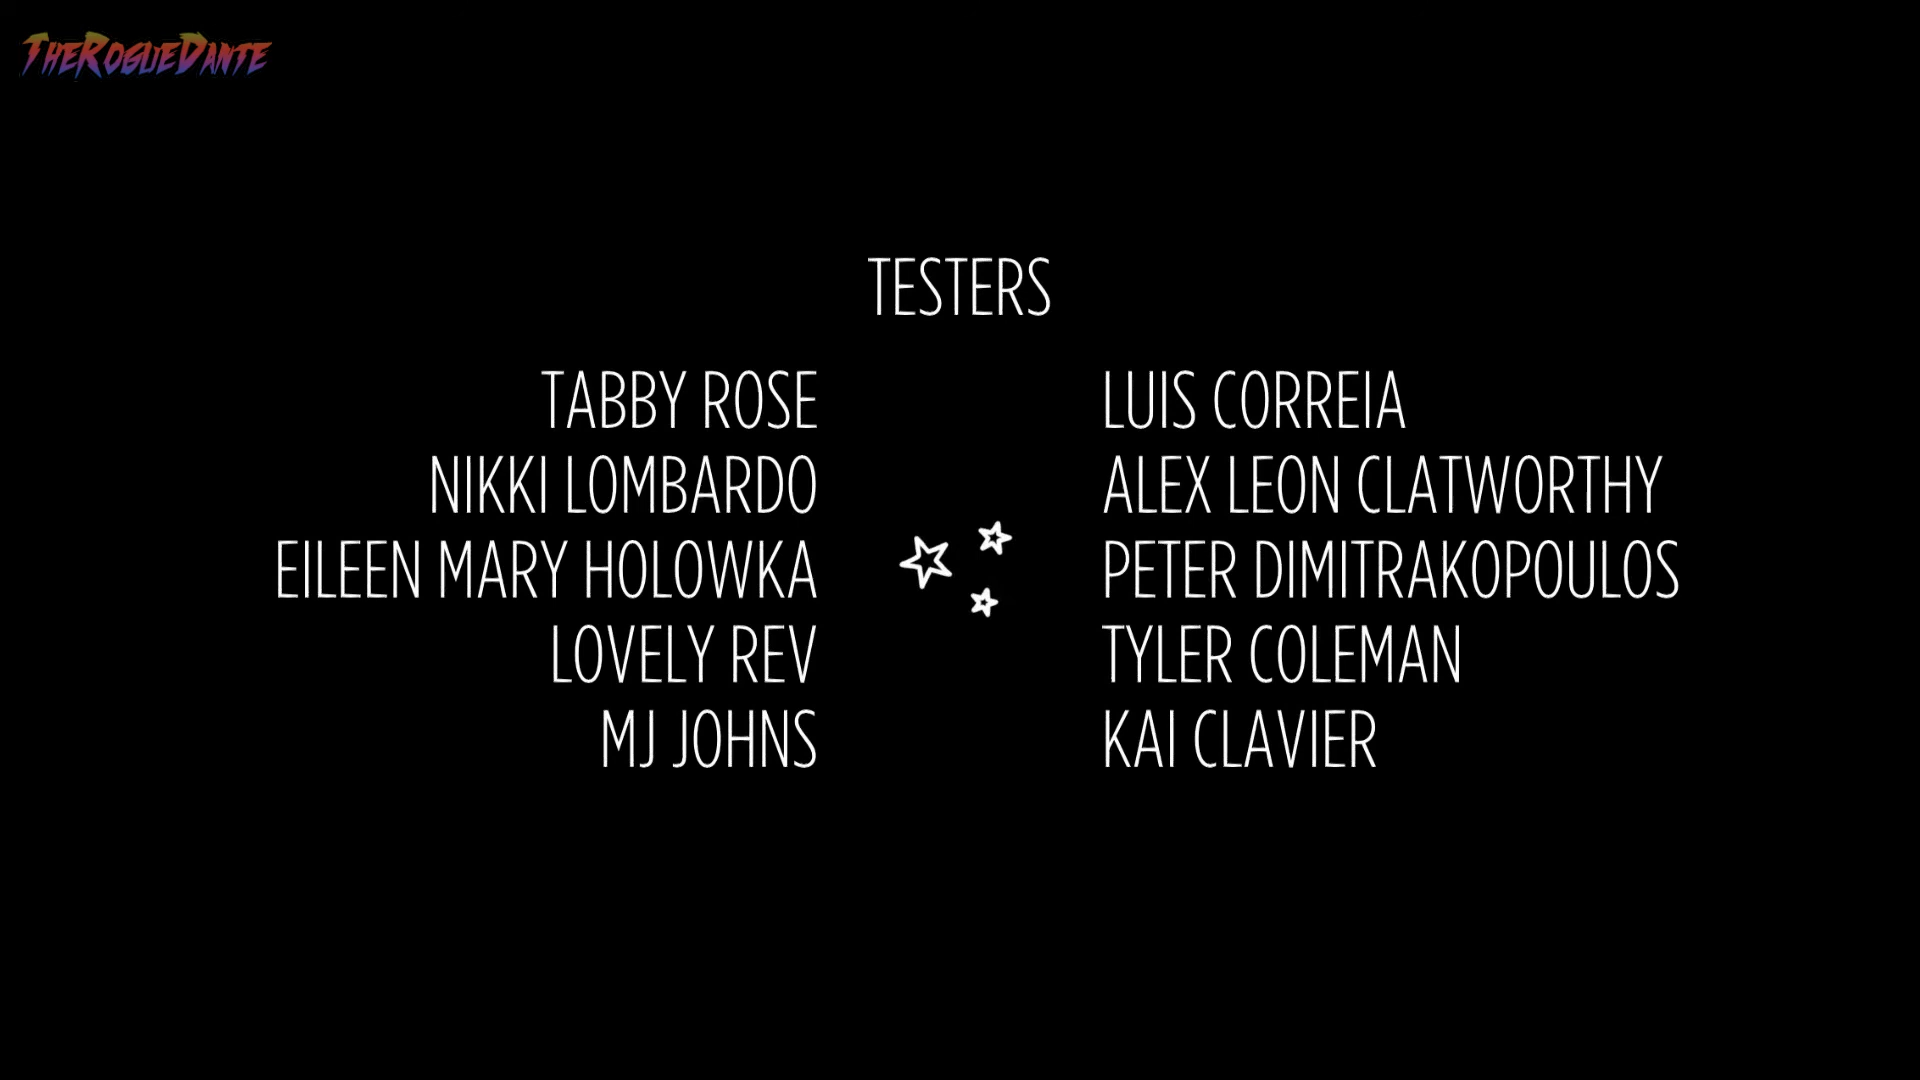 TheRogueDante
TESTERS
TABBY ROSE
NIKKI LOMBARDO
EILEEN MARY HOLOWKA
LOVELY REV
MJ JOHNS
LUIS CORREIA
ALEX LEON CLATWORTHY
PETER DIMITRAKOPOULOS
TYLER COLEMAN
KAI CLAVIER